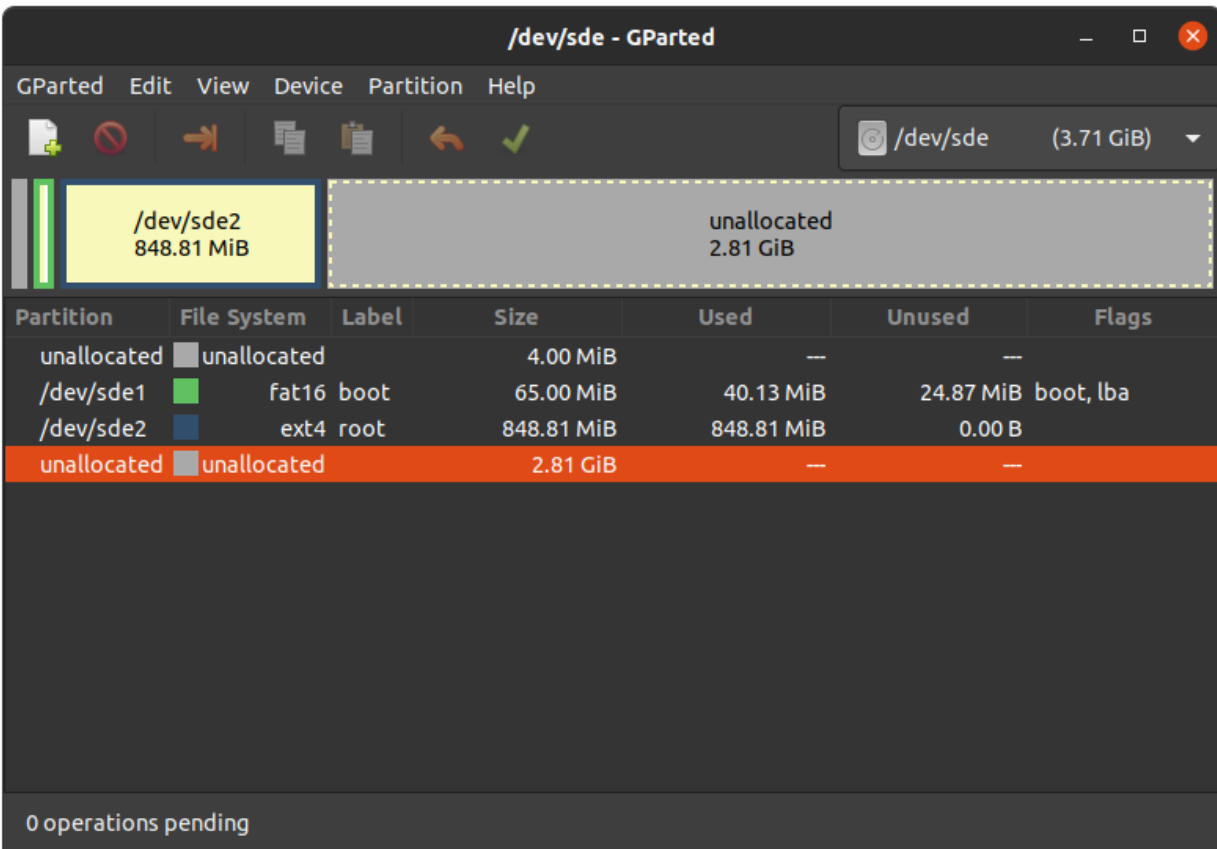 /dev/sde - GParted
GParted Edit View Device Partition Help
/dev/sde (3.71 GiB)
/dev/sde2
848.81 MiB
unallocated
2.81 GiB
Partition File System Label Size Used Unused Flags
unallocated unallocated 4.00 MiB --- ---
/dev/sde1 fat16 boot 65.00 MiB 40.13 MiB 24.87 MiB boot, lba
/dev/sde2 ext4 root 848.81 MiB 848.81 MiB 0.00 B
unallocated unallocated 2.81 GiB --- ---
0 operations pending